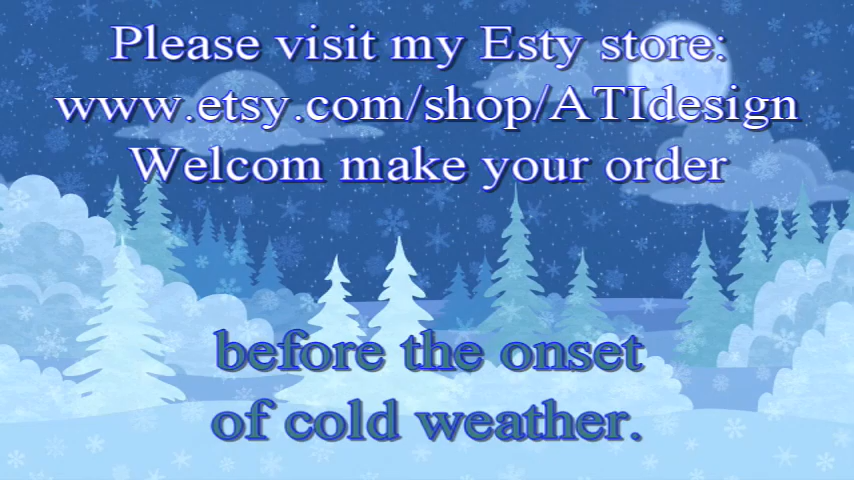 Please visit my Esty store:
www.etsy.com/shop/ATIdesign
Welcom make your order
before the onset
of cold weather.